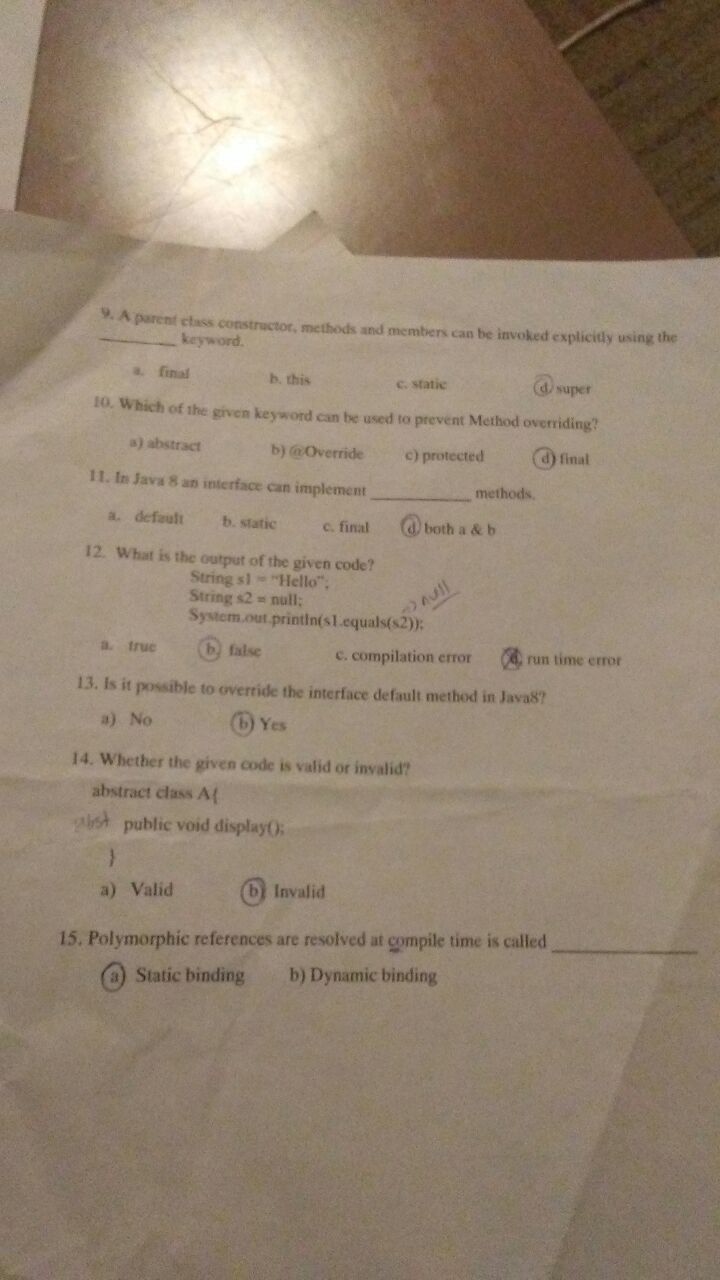 9. A parent class constructor, methods and members can be invoked explicitly using the
________ keyword.
a. final b. this c. static d. super
10. Which of the given keyword can be used to prevent Method overriding?
a) abstract b) @Override c) protected d) final
11. In Java 8 an interface can implement __________ methods.
a. default b. static c. final d. both a & b
12. What is the output of the given code?
String s1 = "Hello";
String s2 = null;
null
System.out.println(s1.equals(s2));
a. true b. false c. compilation error d. run time error
13. Is it possible to override the interface default method in Java8?
a) No b) Yes
14. Whether the given code is valid or invalid?
abstract class A{
abst public void display();
}
a) Valid b) Invalid
15. Polymorphic references are resolved at compile time is called ______________
a) Static binding b) Dynamic binding